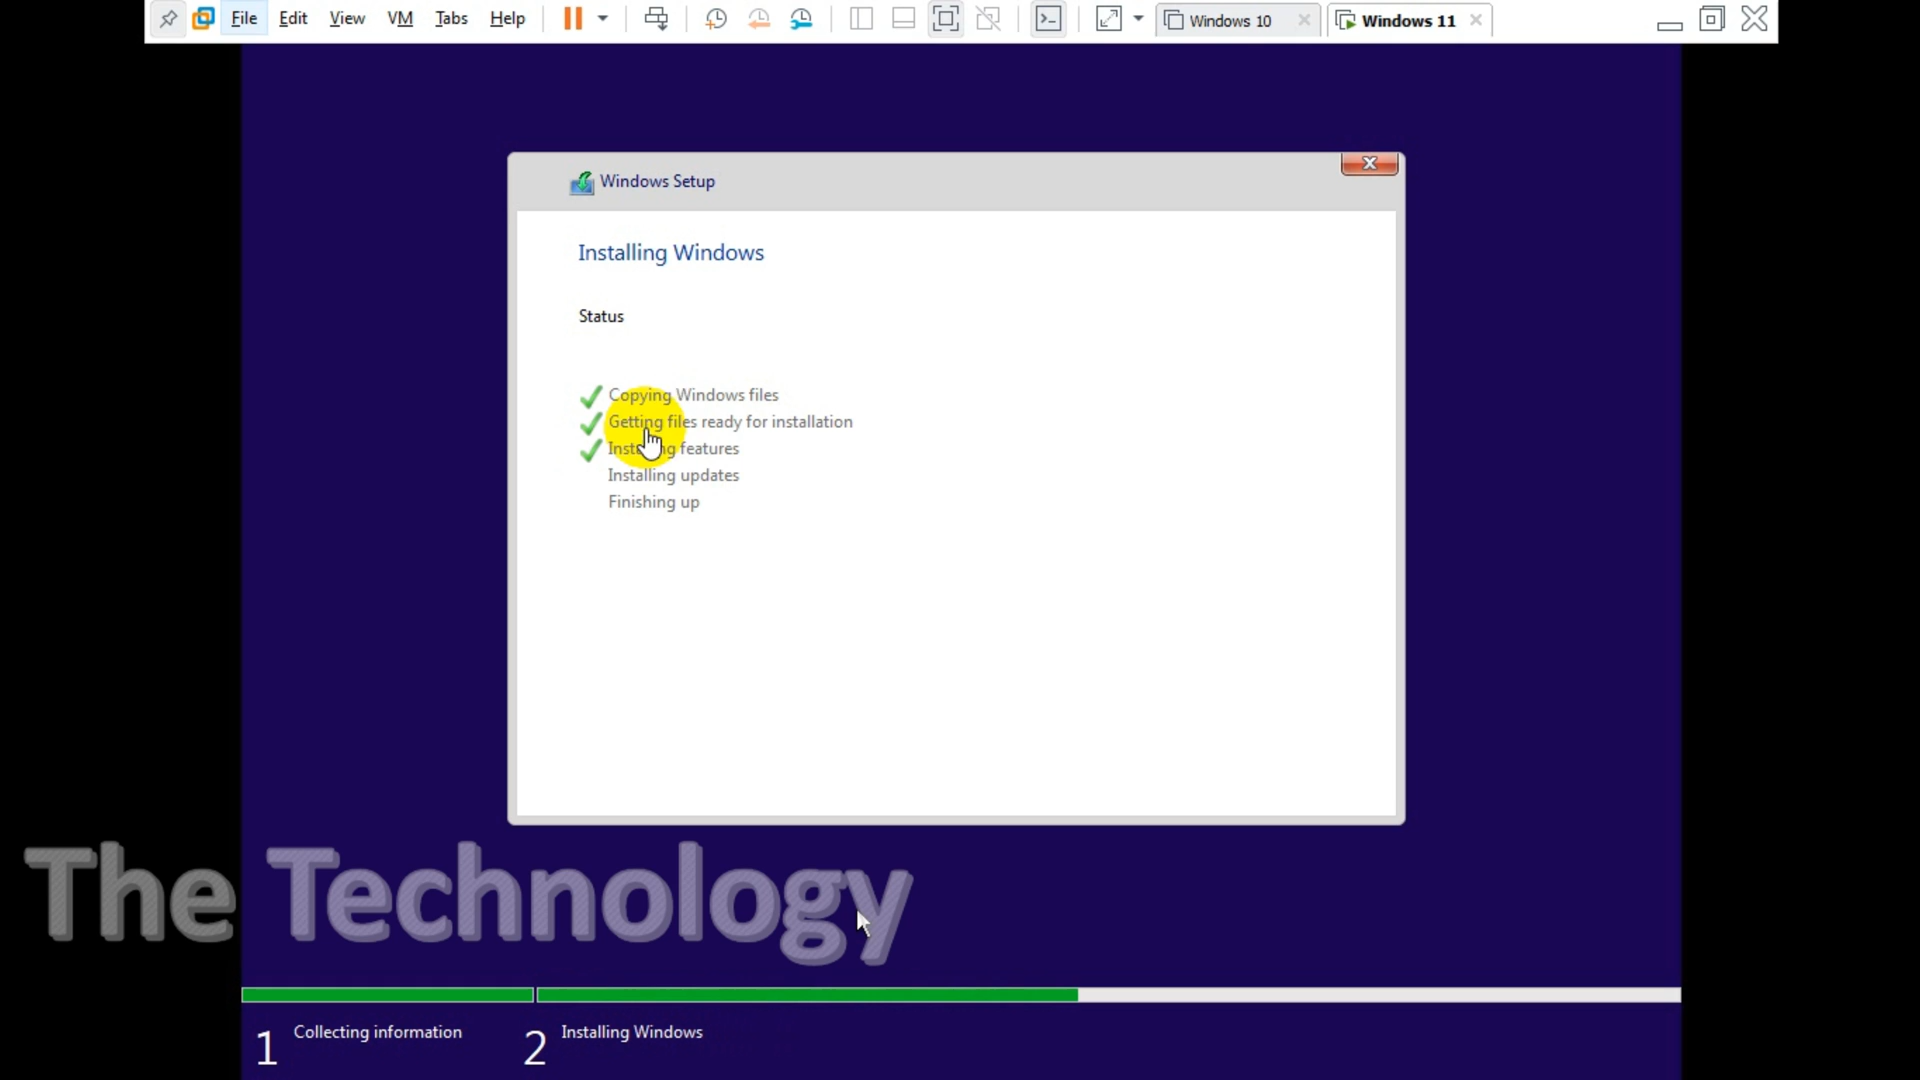 File Edit View VM Tabs Help Windows 10 Windows 11
Windows Setup
Installing Windows
Status
Copying Windows files
Getting files ready for installation
Installing features
Installing updates
Finishing up
The Technology
1 Collecting information 2 Installing Windows